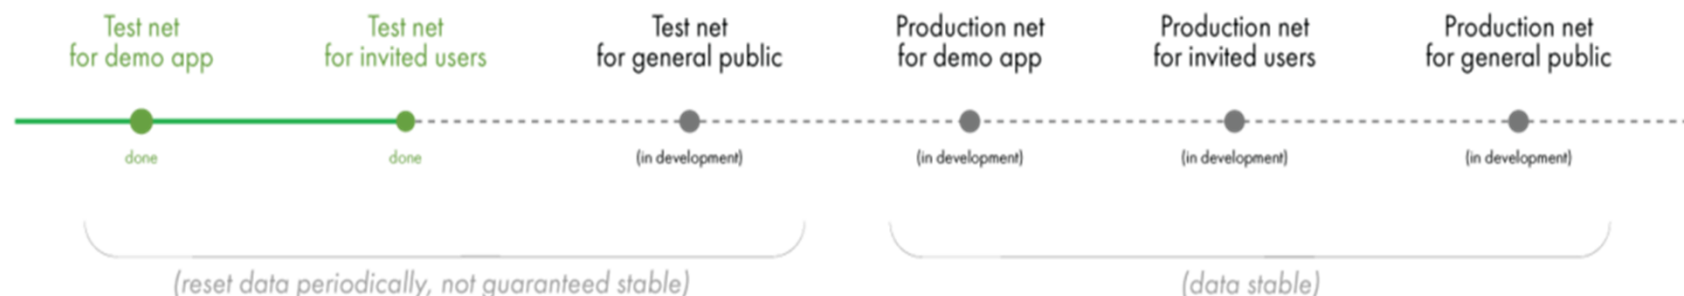 Test net
for demo app
Test net
for invited users
Test net
for general public
Production net
for demo app
Production net
for invited users
Production net
for general public
done
done
(in development)
(in development)
(in development)
(in development)
(reset data periodically, not guaranteed stable)
(data stable)